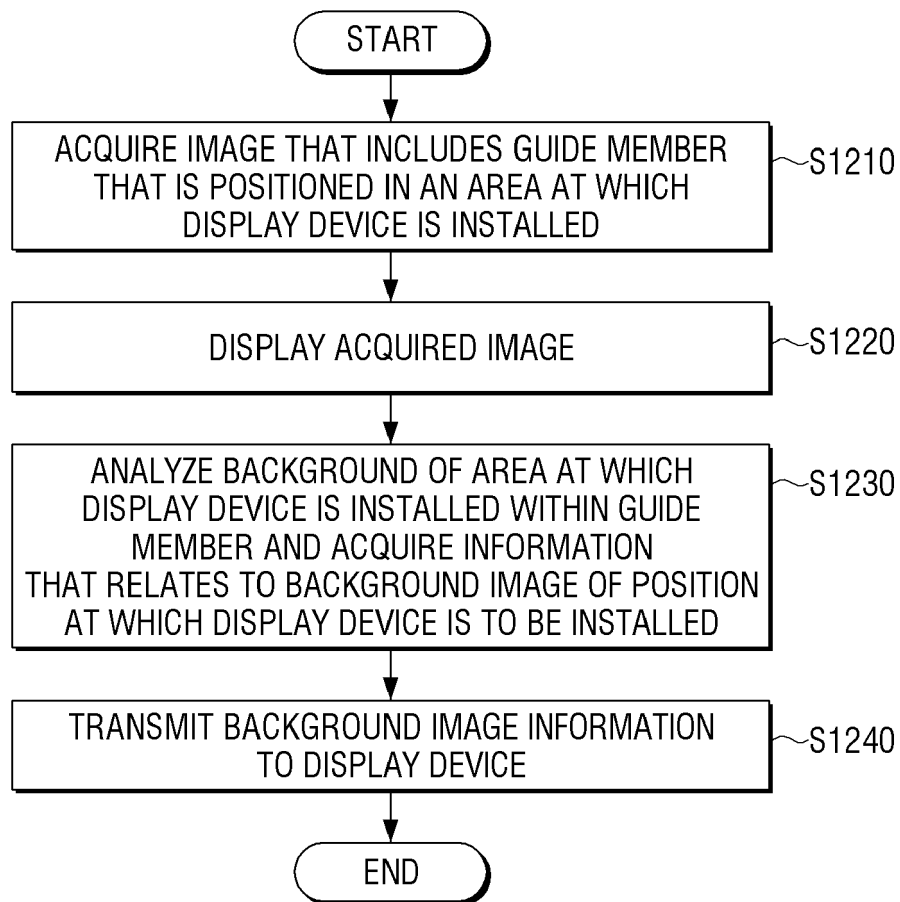 START
ACQUIRE IMAGE THAT INCLUDES GUIDE MEMBER
THAT IS POSITIONED IN AN AREA AT WHICH
DISPLAY DEVICE IS INSTALLED
S1210
DISPLAY ACQUIRED IMAGE
S1220
ANALYZE BACKGROUND OF AREA AT WHICH
DISPLAY DEVICE IS INSTALLED WITHIN GUIDE
MEMBER AND ACQUIRE INFORMATION
THAT RELATES TO BACKGROUND IMAGE OF POSITION
AT WHICH DISPLAY DEVICE IS TO BE INSTALLED
S1230
TRANSMIT BACKGROUND IMAGE INFORMATION
TO DISPLAY DEVICE
S1240
END